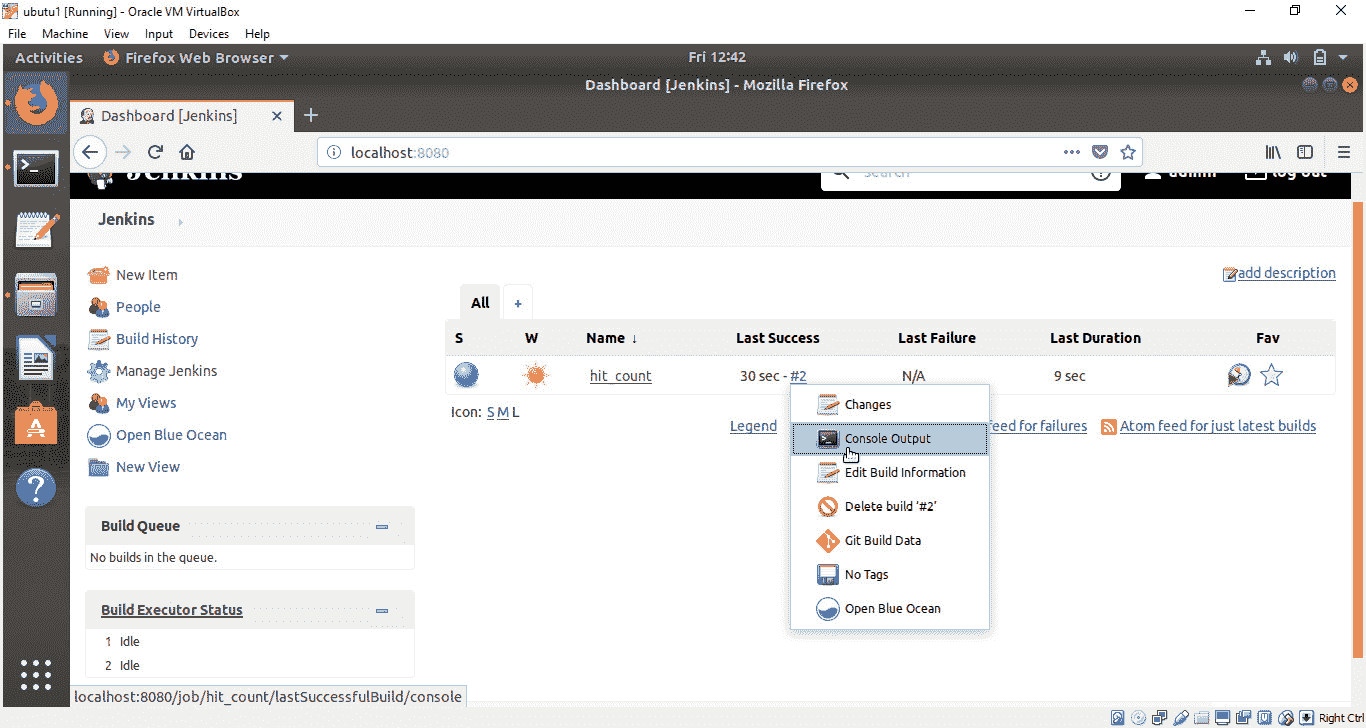 ubutu1 [Running] - Oracle VM VirtualBox
File Machine View Input Devices Help
Activities Firefox Web Browser Fri 12:42
Dashboard [Jenkins] - Mozilla Firefox
Dashboard [Jenkins]
localhost:8080
Jenkins search ? admin log out
Jenkins
New Item
People
Build History
Manage Jenkins
My Views
Open Blue Ocean
New View
Build Queue
No builds in the queue.
Build Executor Status
1 Idle
2 Idle
add description
All +
S W Name ↓ Last Success Last Failure Last Duration Fav
hit_count 30 sec - #2 N/A 9 sec
Icon: S M L
Legend feed for failures Atom feed for just latest builds
Changes
Console Output
Edit Build Information
Delete build ‘#2’
Git Build Data
No Tags
Open Blue Ocean
localhost:8080/job/hit_count/lastSuccessfulBuild/console
Right Ctrl